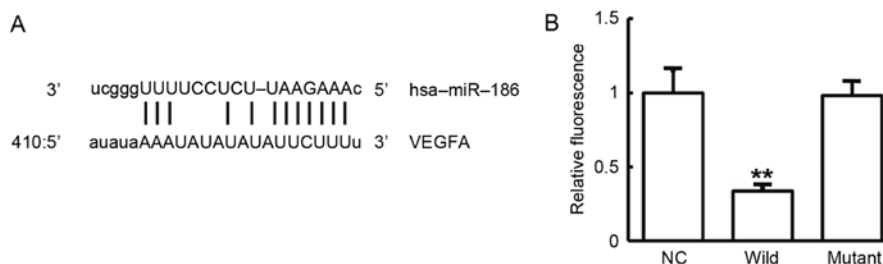 A
3’ ucgggUUUUCCUCU–UAAGAAAc 5’ hsa–miR–186
410:5’ auauaAAAUAUAUAUAUUCUUUu 3’ VEGFA
B
Relative fluorescence
1.5
1
0.5
0
**
NC Wild Mutant